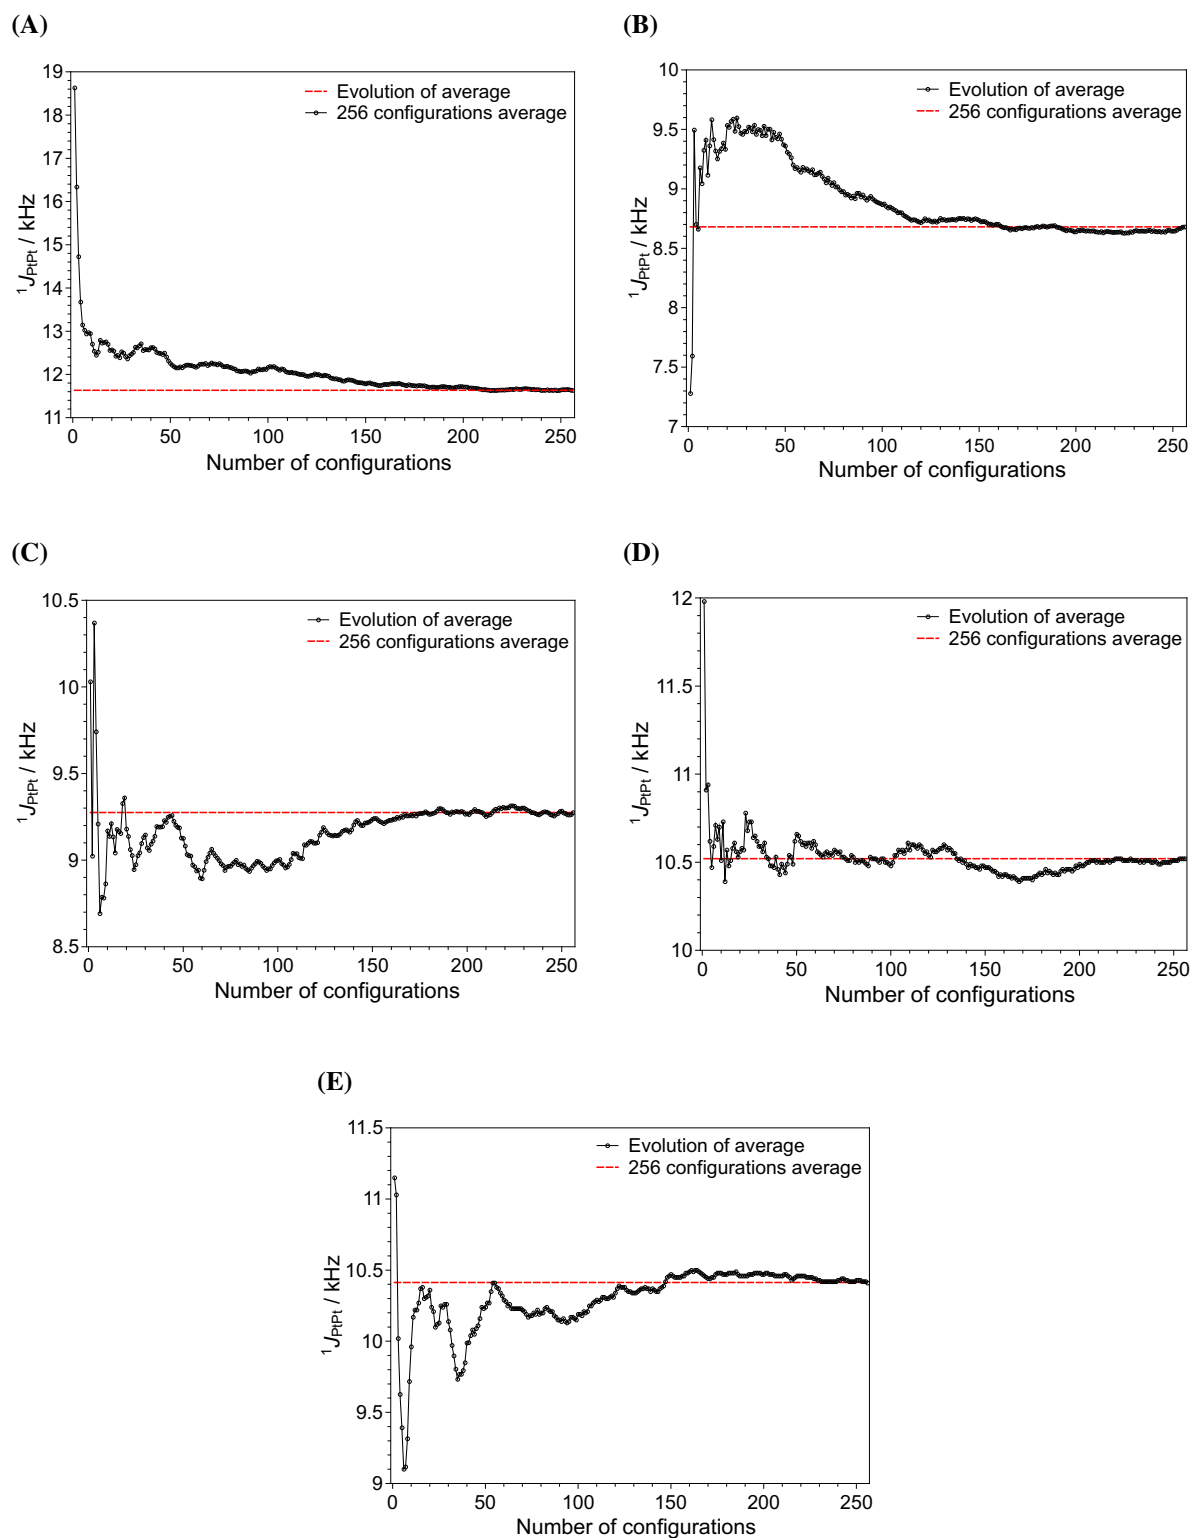 (A)
19
18
17
16
15
14
13
12
11
¹JPtPt / kHz
Evolution of average
256 configurations average
0 50 100 150 200 250
Number of configurations
(B)
10
9.5
9
8.5
8
7.5
7
¹JPtPt / kHz
Evolution of average
256 configurations average
0 50 100 150 200 250
Number of configurations
(C)
10.5
10
9.5
9
8.5
¹JPtPt / kHz
Evolution of average
256 configurations average
0 50 100 150 200 250
Number of configurations
(D)
12
11.5
11
10.5
10
¹JPtPt / kHz
Evolution of average
256 configurations average
0 50 100 150 200 250
Number of configurations
(E)
11.5
11
10.5
10
9.5
9
¹JPtPt / kHz
Evolution of average
256 configurations average
0 50 100 150 200 250
Number of configurations